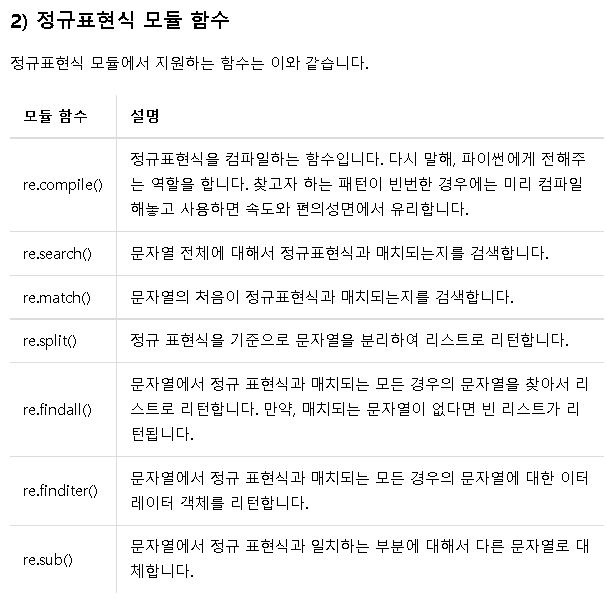 2) 정규표현식 모듈 함수
정규표현식 모듈에서 지원하는 함수는 이와 같습니다.
모듈 함수 설명
re.compile() 정규표현식을 컴파일하는 함수입니다. 다시 말해, 파이썬에게 전해주
는 역할을 합니다. 찾고자 하는 패턴이 빈번한 경우에는 미리 컴파일
해놓고 사용하면 속도와 편의성면에서 유리합니다.
re.search() 문자열 전체에 대해서 정규표현식과 매치되는지를 검색합니다.
re.match() 문자열의 처음이 정규표현식과 매치되는지를 검색합니다.
re.split() 정규 표현식을 기준으로 문자열을 분리하여 리스트로 리턴합니다.
re.findall() 문자열에서 정규 표현식과 매치되는 모든 경우의 문자열을 찾아서 리
스트로 리턴합니다. 만약, 매치되는 문자열이 없다면 빈 리스트가 리
턴됩니다.
re.finditer() 문자열에서 정규 표현식과 매치되는 모든 경우의 문자열에 대한 이터
레이터 객체를 리턴합니다.
re.sub() 문자열에서 정규 표현식과 일치하는 부분에 대해서 다른 문자열로 대
체합니다.